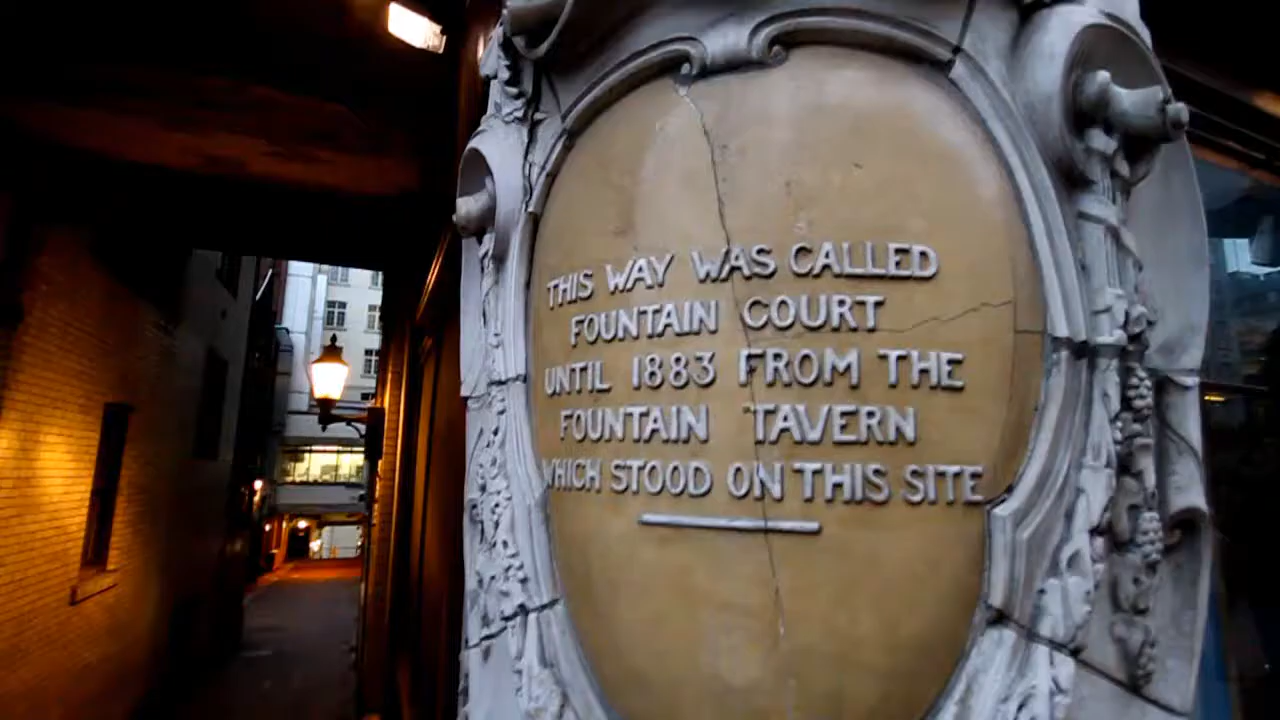 THIS WAY WAS CALLED
FOUNTAIN COURT
UNTIL 1883 FROM THE
FOUNTAIN TAVERN
WHICH STOOD ON THIS SITE